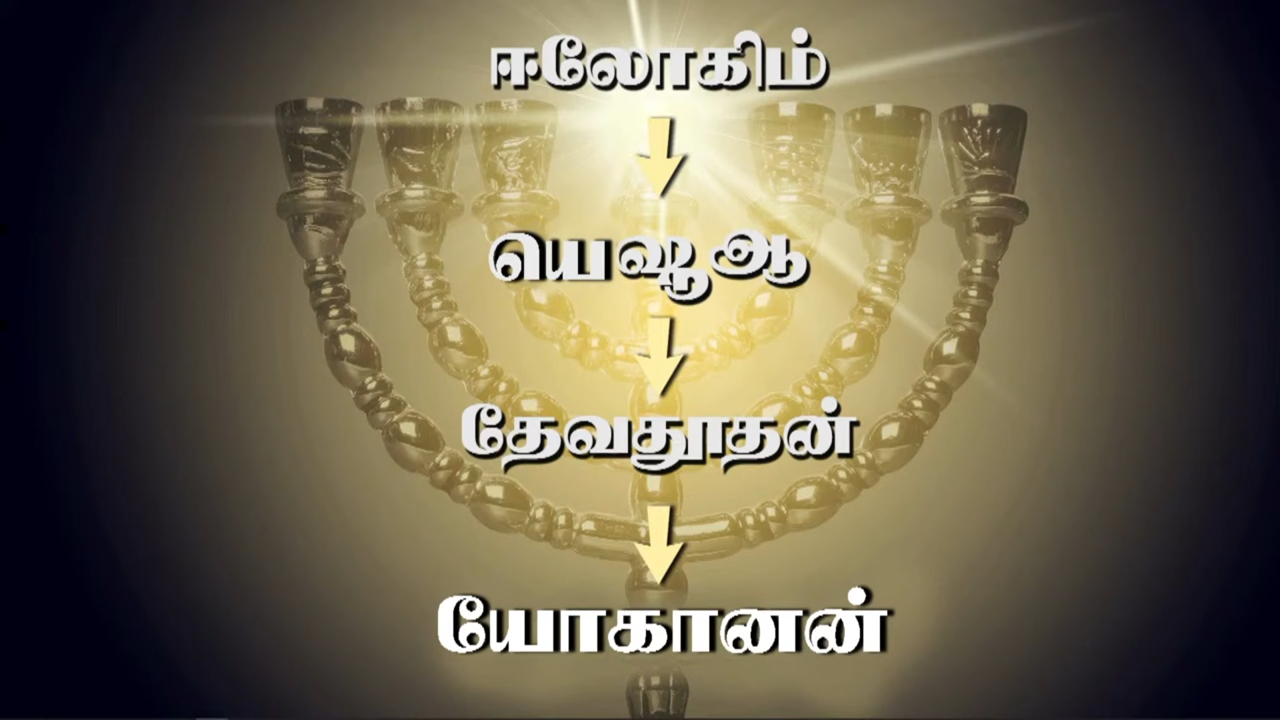 ஈலோகிம்
யெஷூஆ
தேவதூதன்
யோகானன்